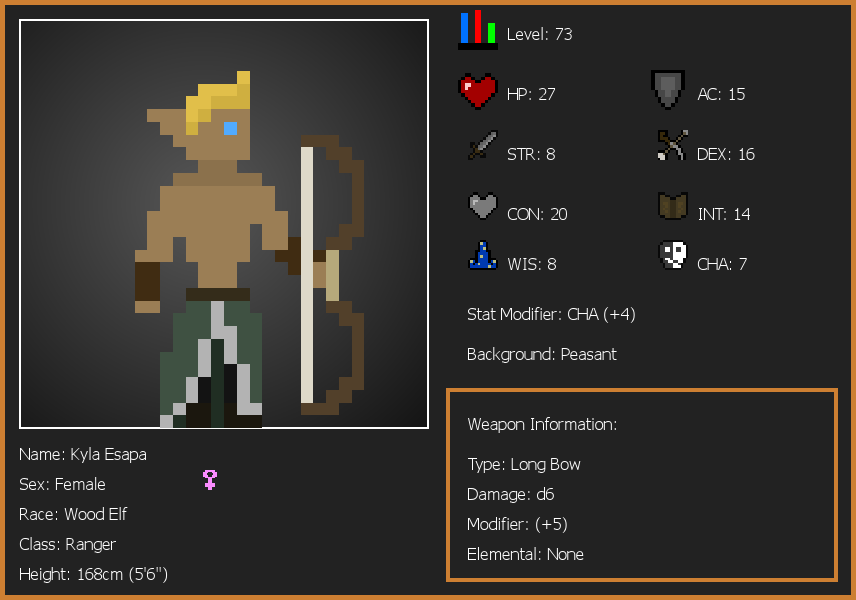 Level: 73
HP: 27
AC: 15
STR: 8
DEX: 16
CON: 20
INT: 14
WIS: 8
CHA: 7
Stat Modifier: CHA (+4)
Background: Peasant
Weapon Information:
Type: Long Bow
Damage: d6
Modifier: (+5)
Elemental: None
Name: Kyla Esapa
Sex: Female
Race: Wood Elf
Class: Ranger
Height: 168cm (5'6")